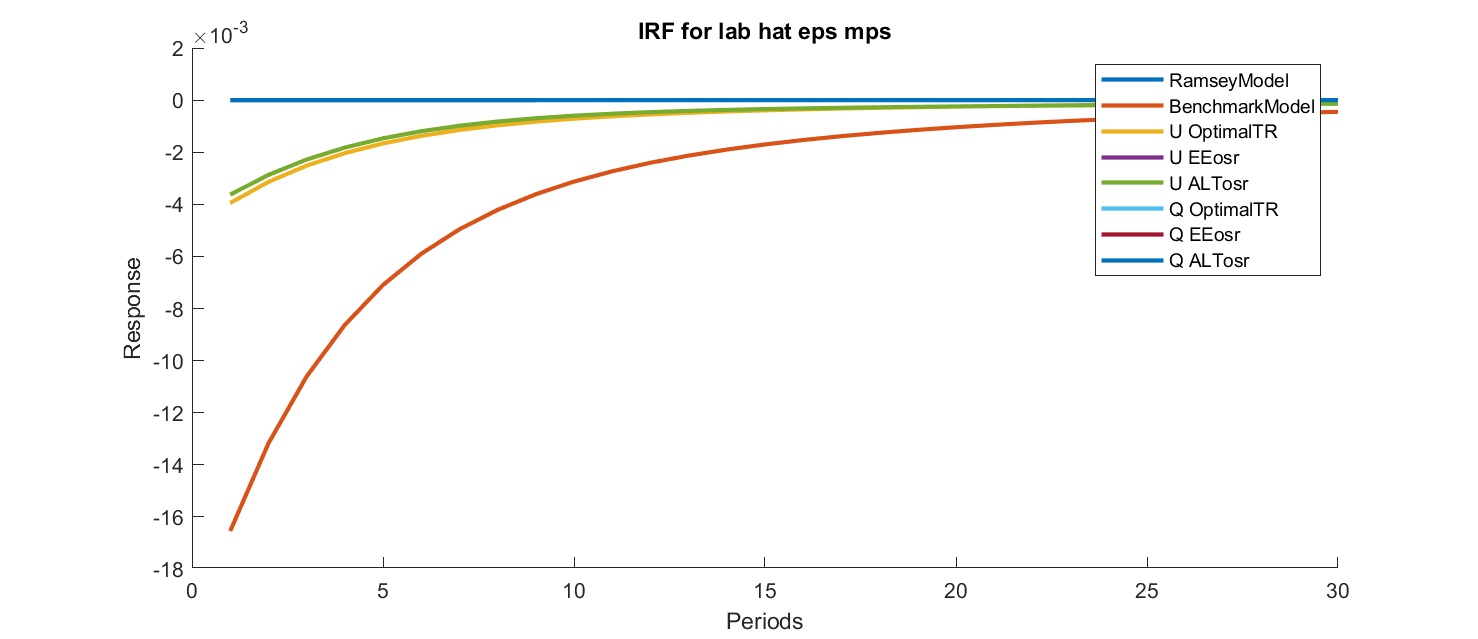 IRF for lab hat eps mps
×10-3
2
0
-2
-4
-6
-8
-10
-12
-14
-16
-18
Response
0 5 10 15 20 25 30
Periods
RamseyModel
BenchmarkModel
U OptimalTR
U EEosr
U ALTosr
Q OptimalTR
Q EEosr
Q ALTosr